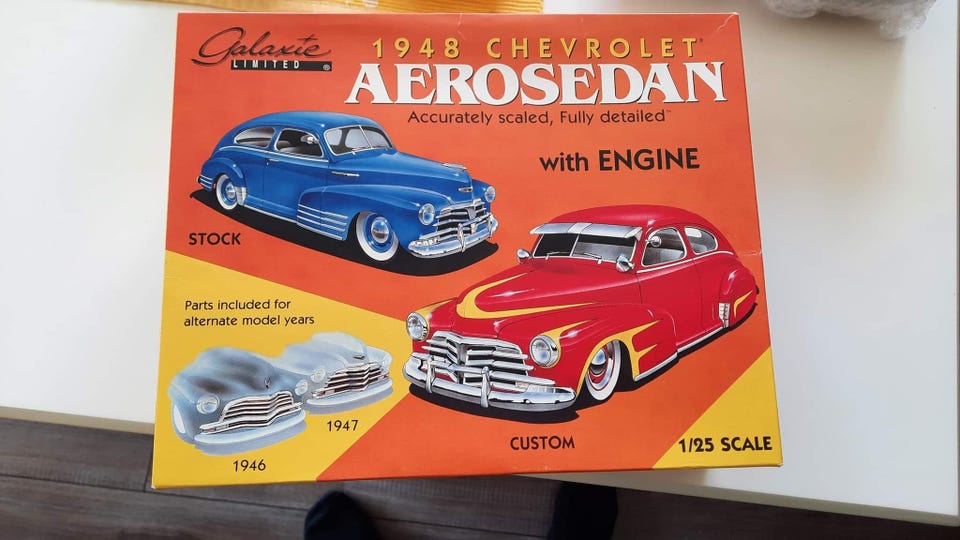 Galaxie
LIMITED ®
1948 CHEVROLET®
AEROSEDAN
Accurately scaled, Fully detailed™
with ENGINE
STOCK
Parts included for
alternate model years
1947
1946
CUSTOM
1/25 SCALE